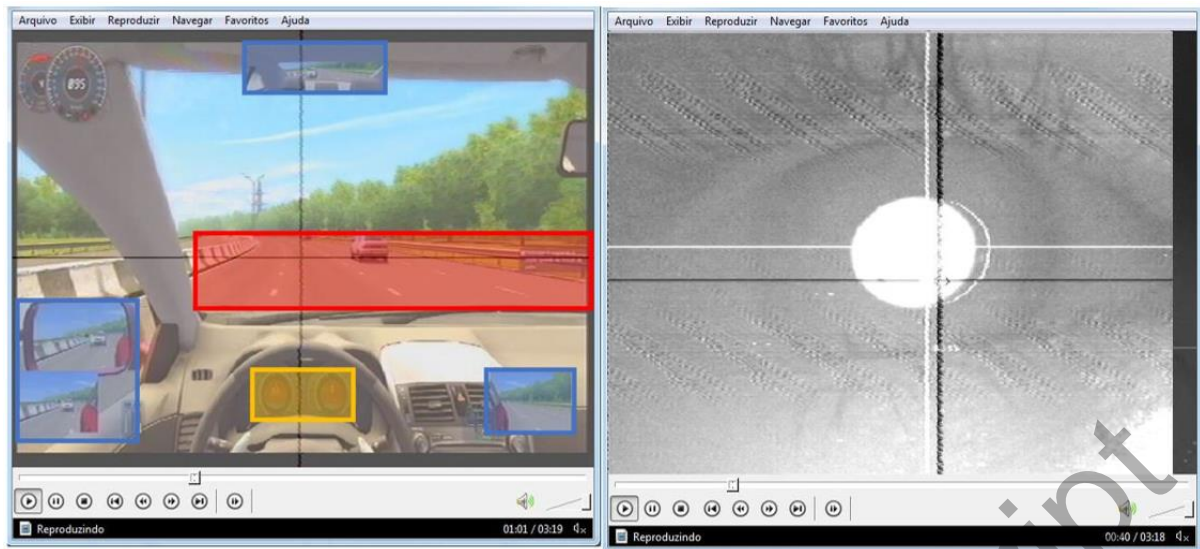 Arquivo Exibir Reproduzir Navegar Favoritos Ajuda
095
Reproduzindo
01:01 / 03:19
Arquivo Exibir Reproduzir Navegar Favoritos Ajuda
Reproduzindo
00:40 / 03:18